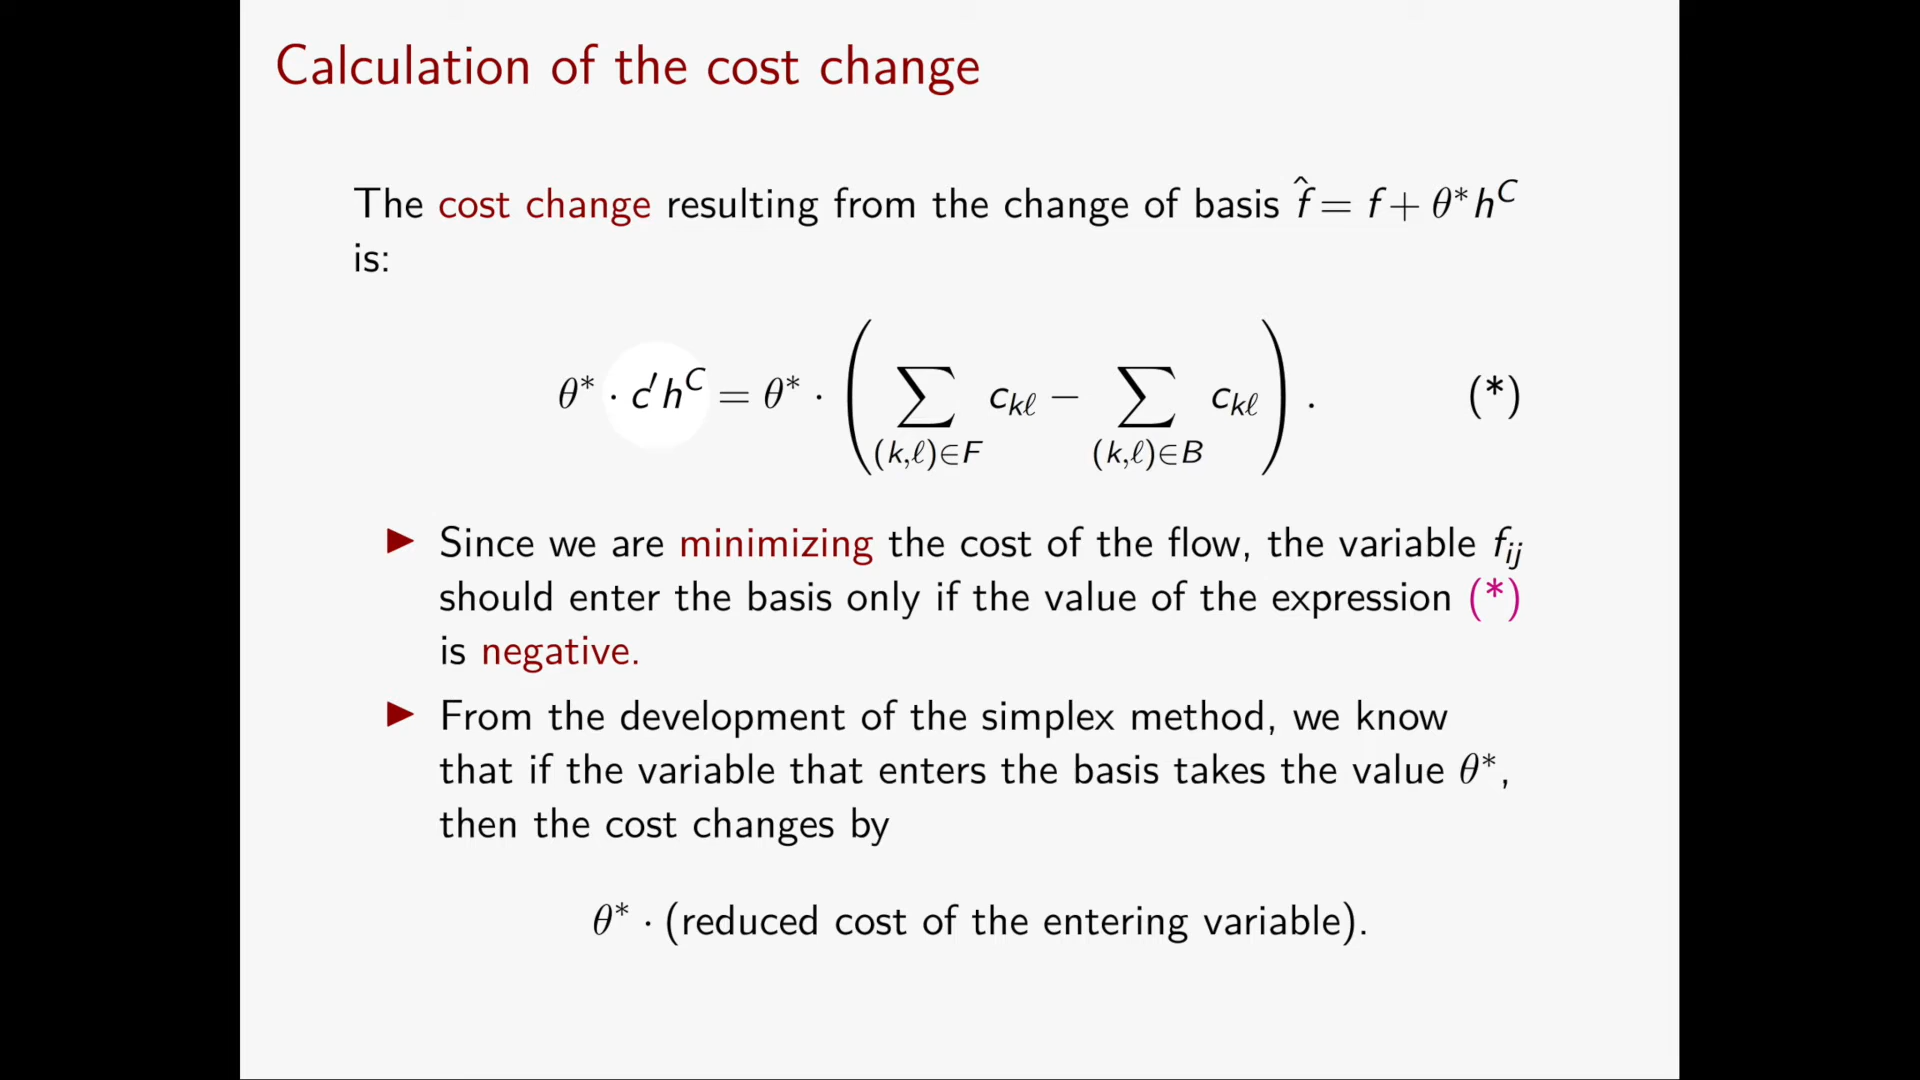 Calculation of the cost change
The cost change resulting from the change of basis f̂ = f + θ*h^C
is:
θ* · c′h^C = θ* · ( ∑_{(k,ℓ)∈F} c_{kℓ} − ∑_{(k,ℓ)∈B} c_{kℓ} ) . (*)
▶ Since we are minimizing the cost of the flow, the variable f_{ij}
should enter the basis only if the value of the expression (*)
is negative.
▶ From the development of the simplex method, we know
that if the variable that enters the basis takes the value θ*,
then the cost changes by
θ* · (reduced cost of the entering variable).